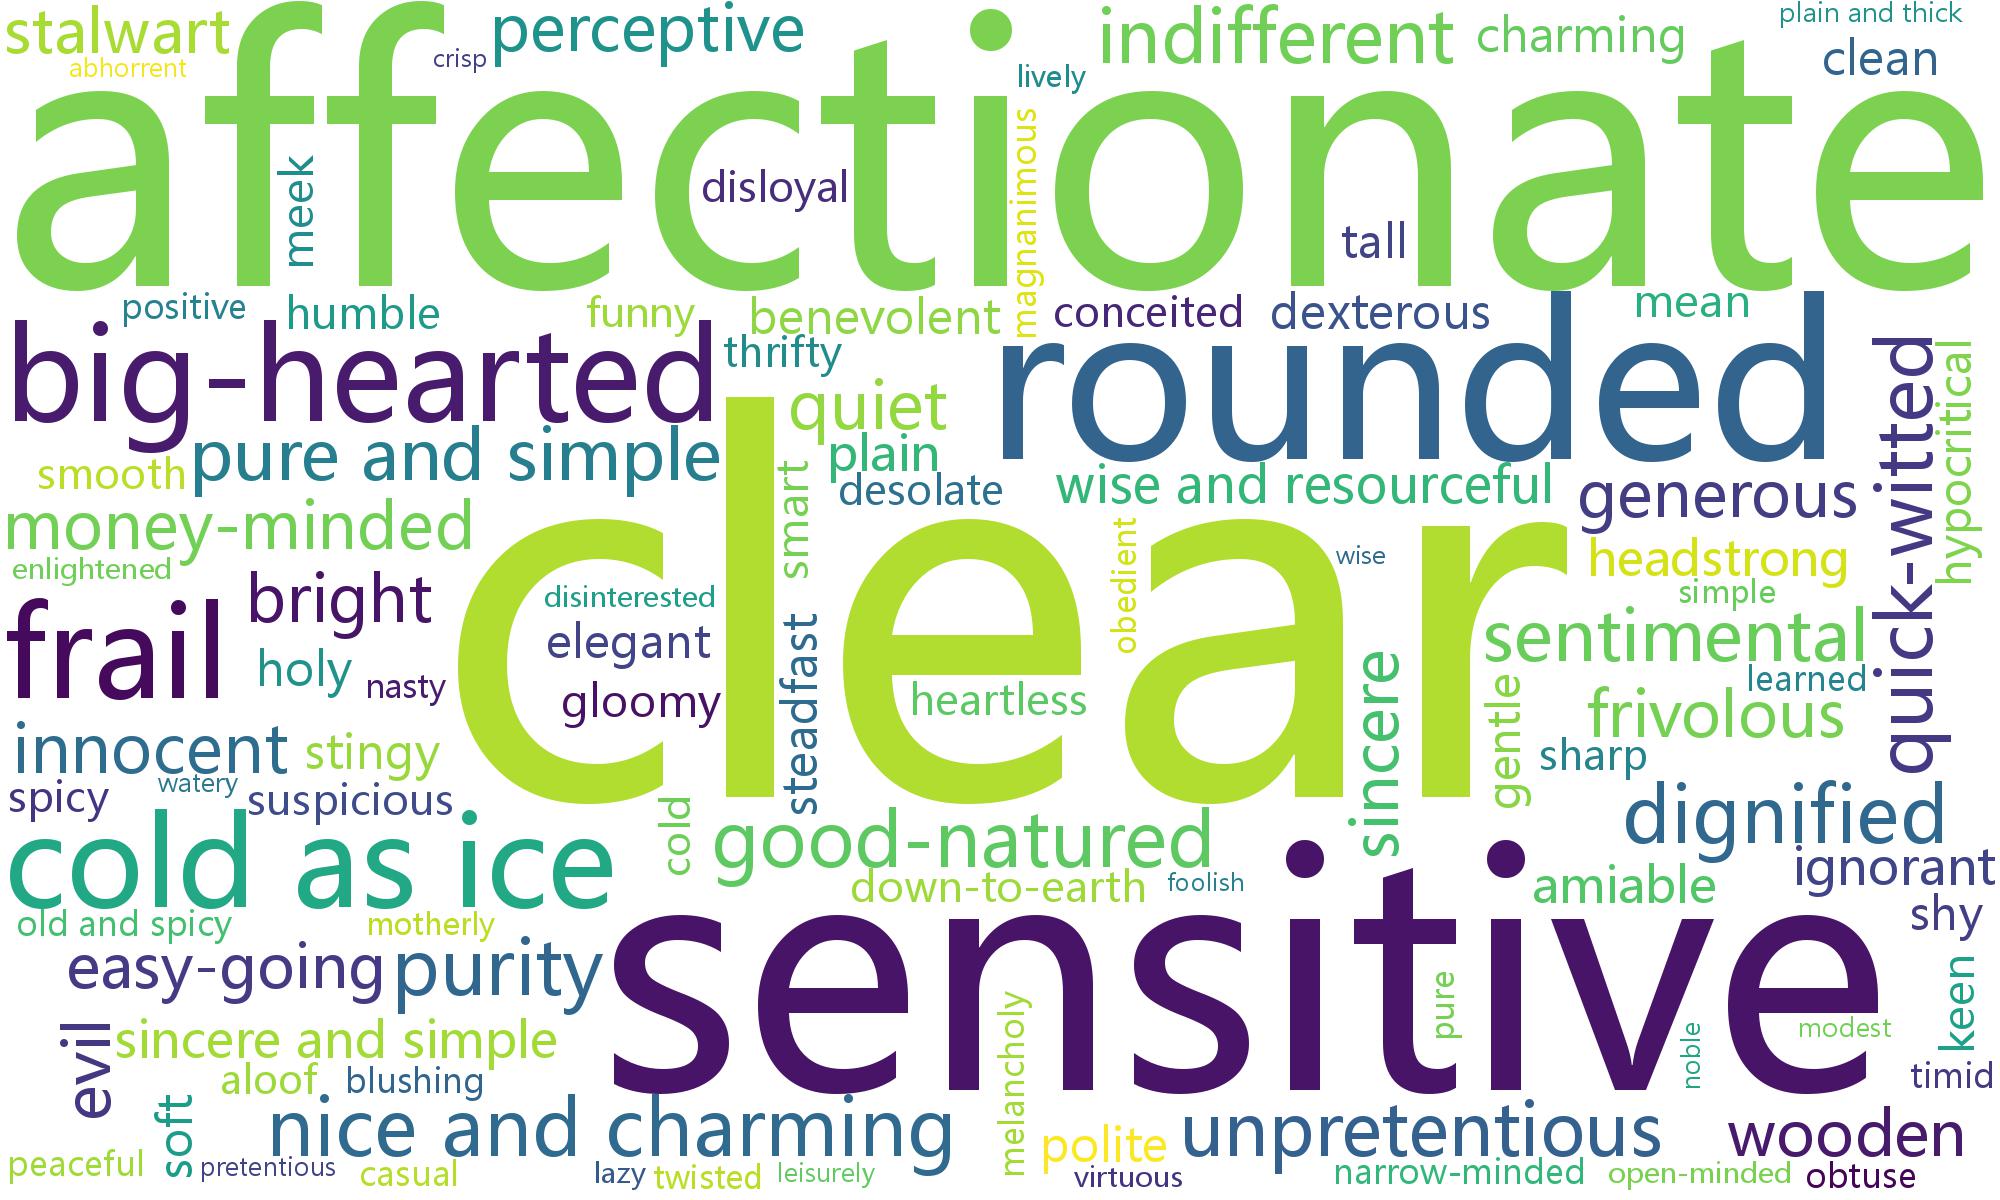 stalwart
perceptive
indifferent
charming
plain and thick
abhorrent
crisp
lively
clean
affectionate
meek
disloyal
magnanimous
tall
positive
humble
funny
benevolent
conceited
dexterous
mean
big-hearted
thrifty
rounded
quick-witted
hypocritical
quiet
pure and simple
plain
smooth
smart
desolate
wise and resourceful
generous
money-minded
clear
obedient
wise
headstrong
enlightened
bright
disinterested
simple
frail
elegant
steadfast
sentimental
holy
nasty
gloomy
heartless
sincere
gentle
learned
frivolous
innocent
stingy
sharp
watery
spicy
suspicious
cold
dignified
cold as ice
good-natured
down-to-earth
foolish
amiable
ignorant
old and spicy
motherly
sensitive
shy
easy-going
purity
pure
keen
evil
sincere and simple
melancholy
noble
modest
aloof
blushing
timid
soft
nice and charming
polite
unpretentious
wooden
peaceful
pretentious
casual
lazy
twisted
leisurely
virtuous
narrow-minded
open-minded
obtuse